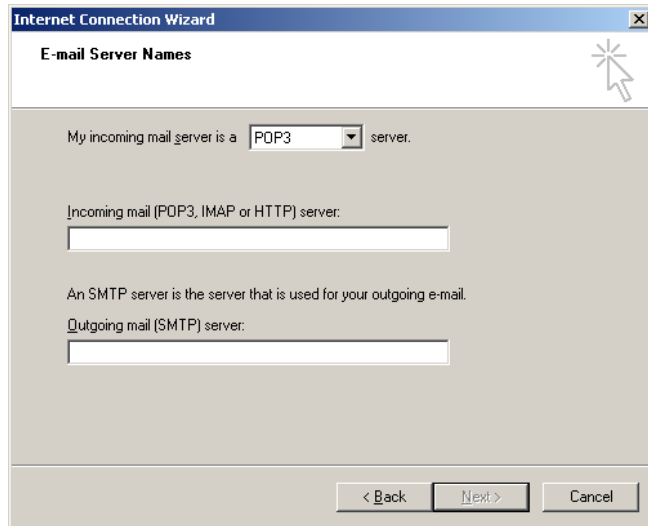 Internet Connection Wizard
E-mail Server Names
My incoming mail server is a POP3 server.
Incoming mail (POP3, IMAP or HTTP) server:
An SMTP server is the server that is used for your outgoing e-mail.
Outgoing mail (SMTP) server:
< Back Next > Cancel